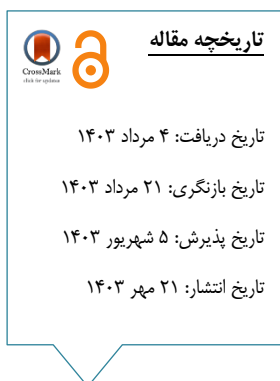 تاریخچه مقاله
CrossMark
click for updates
تاریخ دریافت: ۴ مرداد ۱۴۰۳
تاریخ بازنگری: ۲۱ مرداد ۱۴۰۳
تاریخ پذیرش: ۵ شهریور ۱۴۰۳
تاریخ انتشار: ۲۱ مهر ۱۴۰۳